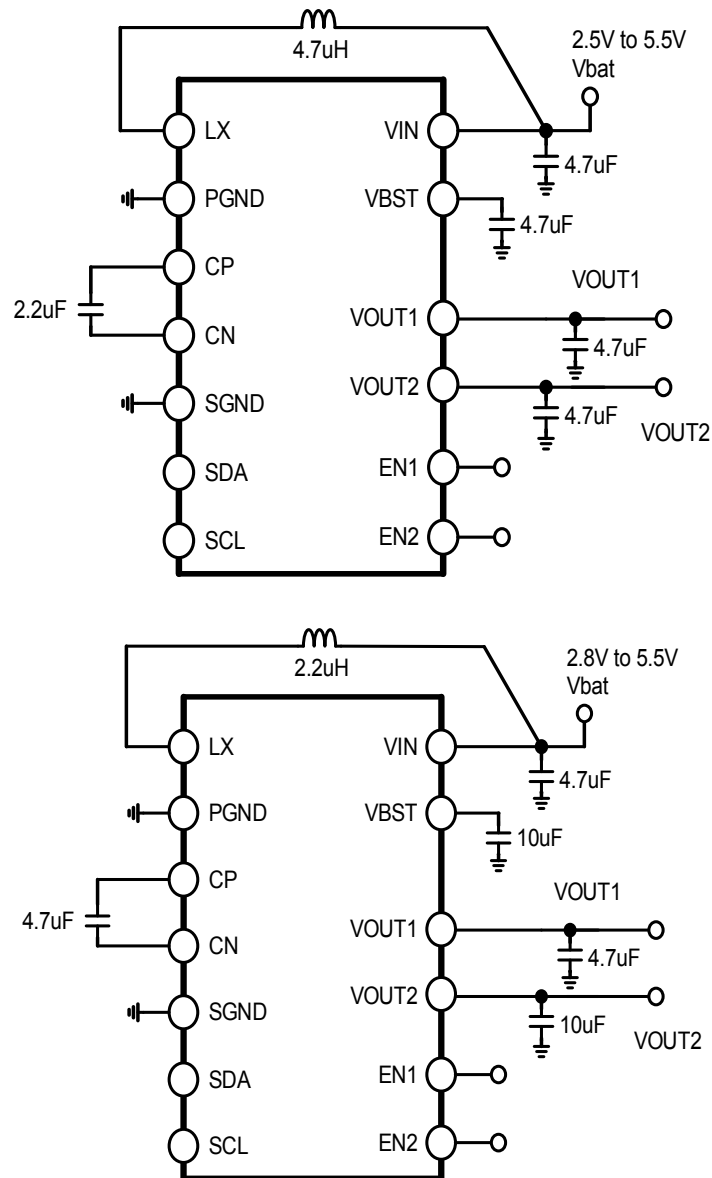 4.7uH
2.5V to 5.5V
Vbat
LX
VIN
4.7uF
PGND
VBST
4.7uF
CP
2.2uF
VOUT1
CN
VOUT1
4.7uF
VOUT2
SGND
4.7uF
VOUT2
SDA
EN1
SCL
EN2
2.2uH
2.8V to 5.5V
Vbat
LX
VIN
4.7uF
PGND
VBST
10uF
CP
VOUT1
4.7uF
CN
VOUT1
4.7uF
VOUT2
SGND
10uF
VOUT2
SDA
EN1
SCL
EN2